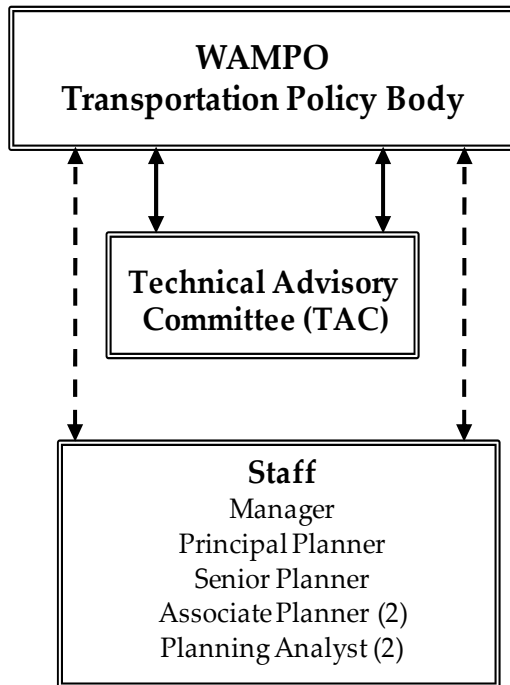 WAMPO
Transportation Policy Body
Technical Advisory
Committee (TAC)
Staff
Manager
Principal Planner
Senior Planner
Associate Planner (2)
Planning Analyst (2)